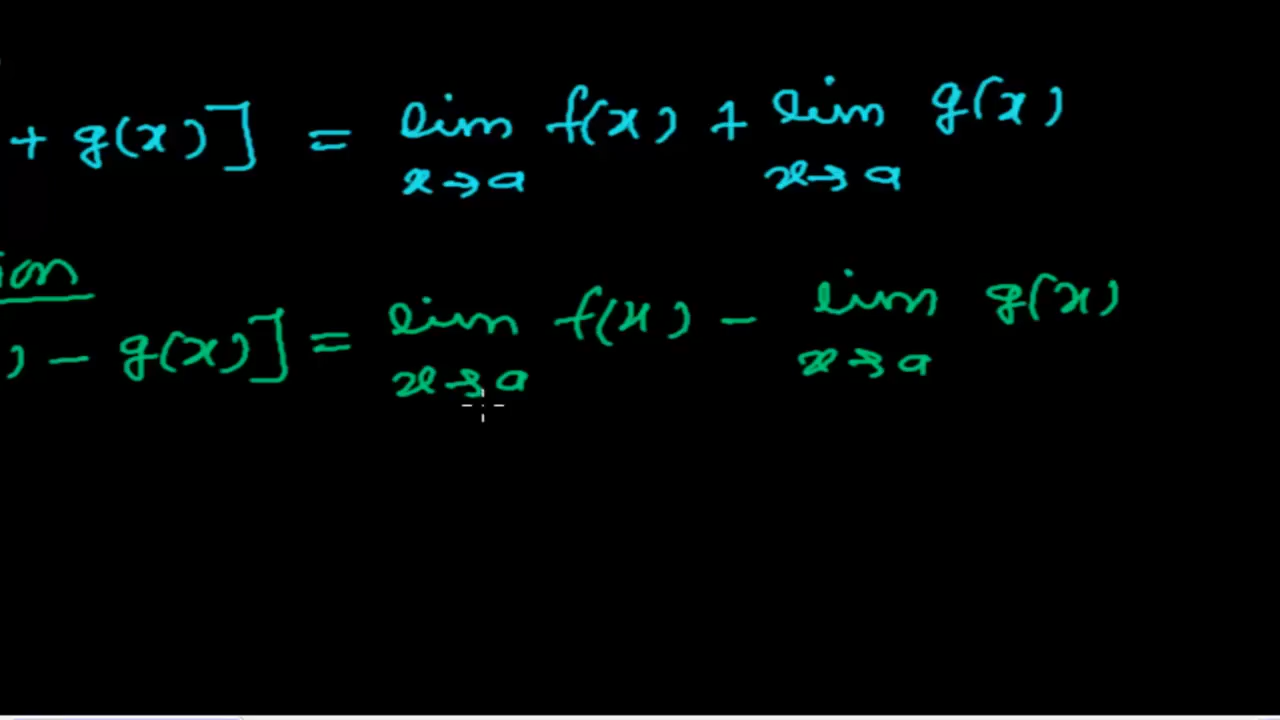 + g(x)] = lim f(x) + lim g(x)
x→a x→a
ion
) - g(x)] = lim f(x) - lim g(x)
x→a x→a